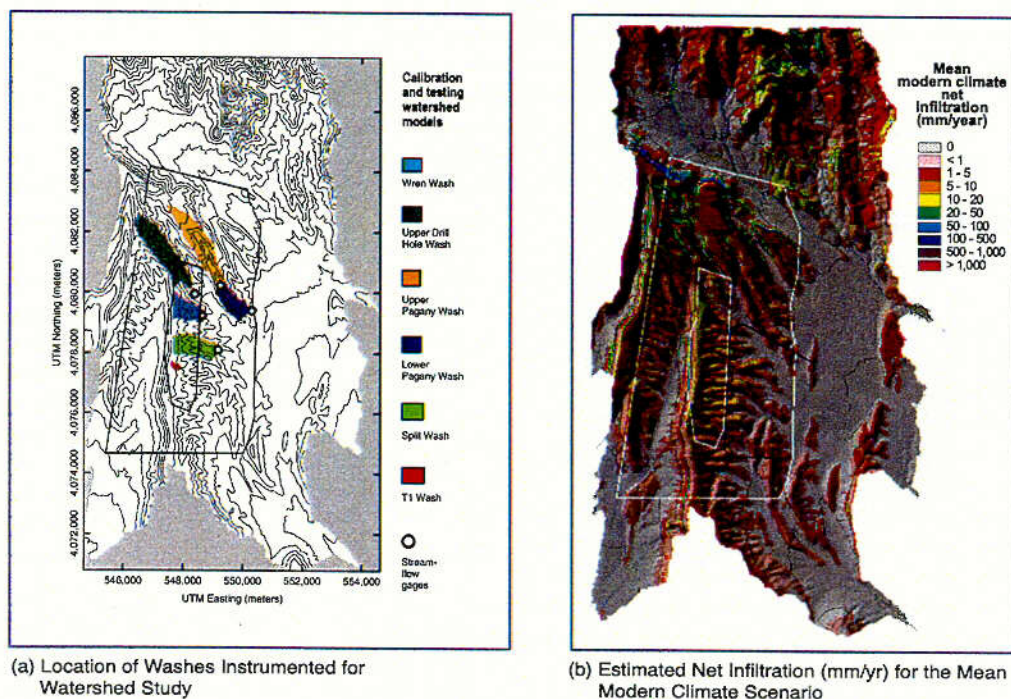 Calibration
and testing
watershed
models
Wren Wash
Upper Drill
Hole Wash
Upper
Pagany Wash
Lower
Pagany Wash
Split Wash
T1 Wash
Stream-
flow
gages
UTM Northing (meters)
4,086,000
4,084,000
4,082,000
4,080,000
4,078,000
4,076,000
4,074,000
4,072,000
546,000
548,000
550,000
552,000
554,000
UTM Easting (meters)
(a) Location of Washes Instrumented for
Watershed Study
Mean
modern climate
net
Infiltration
(mm/year)
0
< 1
1 - 5
5 - 10
10 - 20
20 - 50
50 - 100
100 - 500
500 - 1,000
> 1,000
(b) Estimated Net Infiltration (mm/yr) for the Mean
Modern Climate Scenario